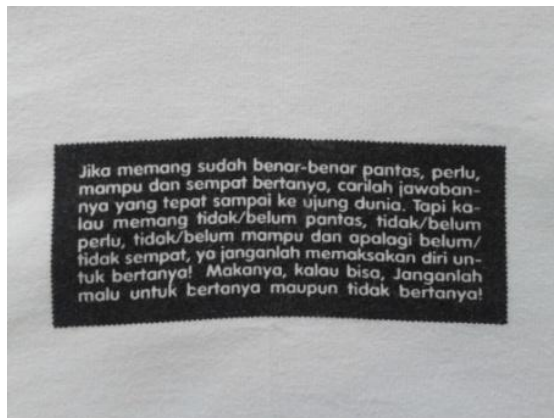 Jika memang sudah benar-benar pantas, perlu,
mampu dan sempat bertanya, carilah jawaban-
nya yang tepat sampai ke ujung dunia. Tapi ka-
lau memang tidak/belum pantas, tidak/belum
perlu, tidak/belum mampu dan apalagi belum/
tidak sempat, ya janganlah memaksakan diri un-
tuk bertanya! Makanya, kalau bisa, Janganlah
malu untuk bertanya maupun tidak bertanya!